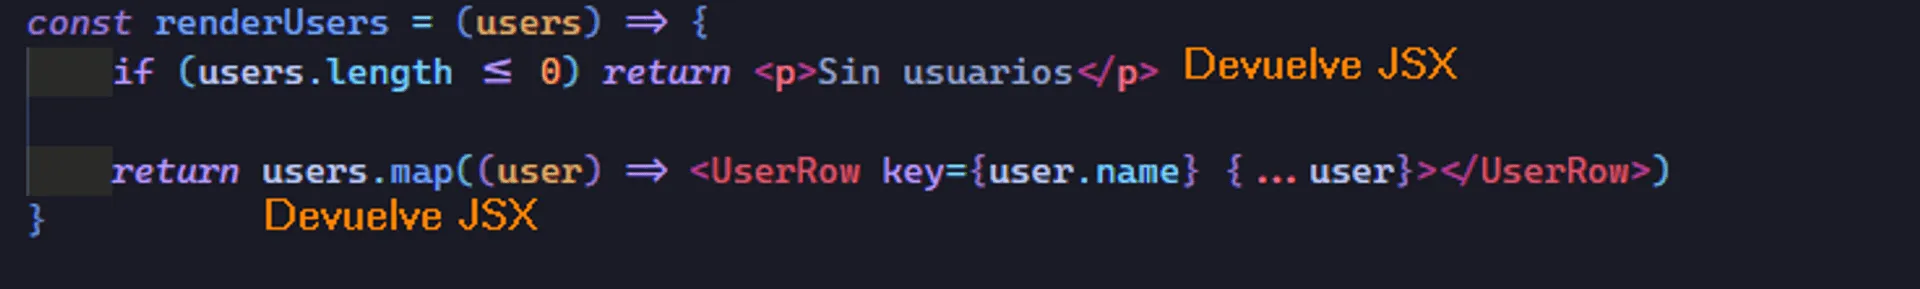 const renderUsers = (users) => {
if (users.length <= 0) return <p>Sin usuarios</p> Devuelve JSX
return users.map((user) => <UserRow key={user.name} {...user}></UserRow>)
} Devuelve JSX